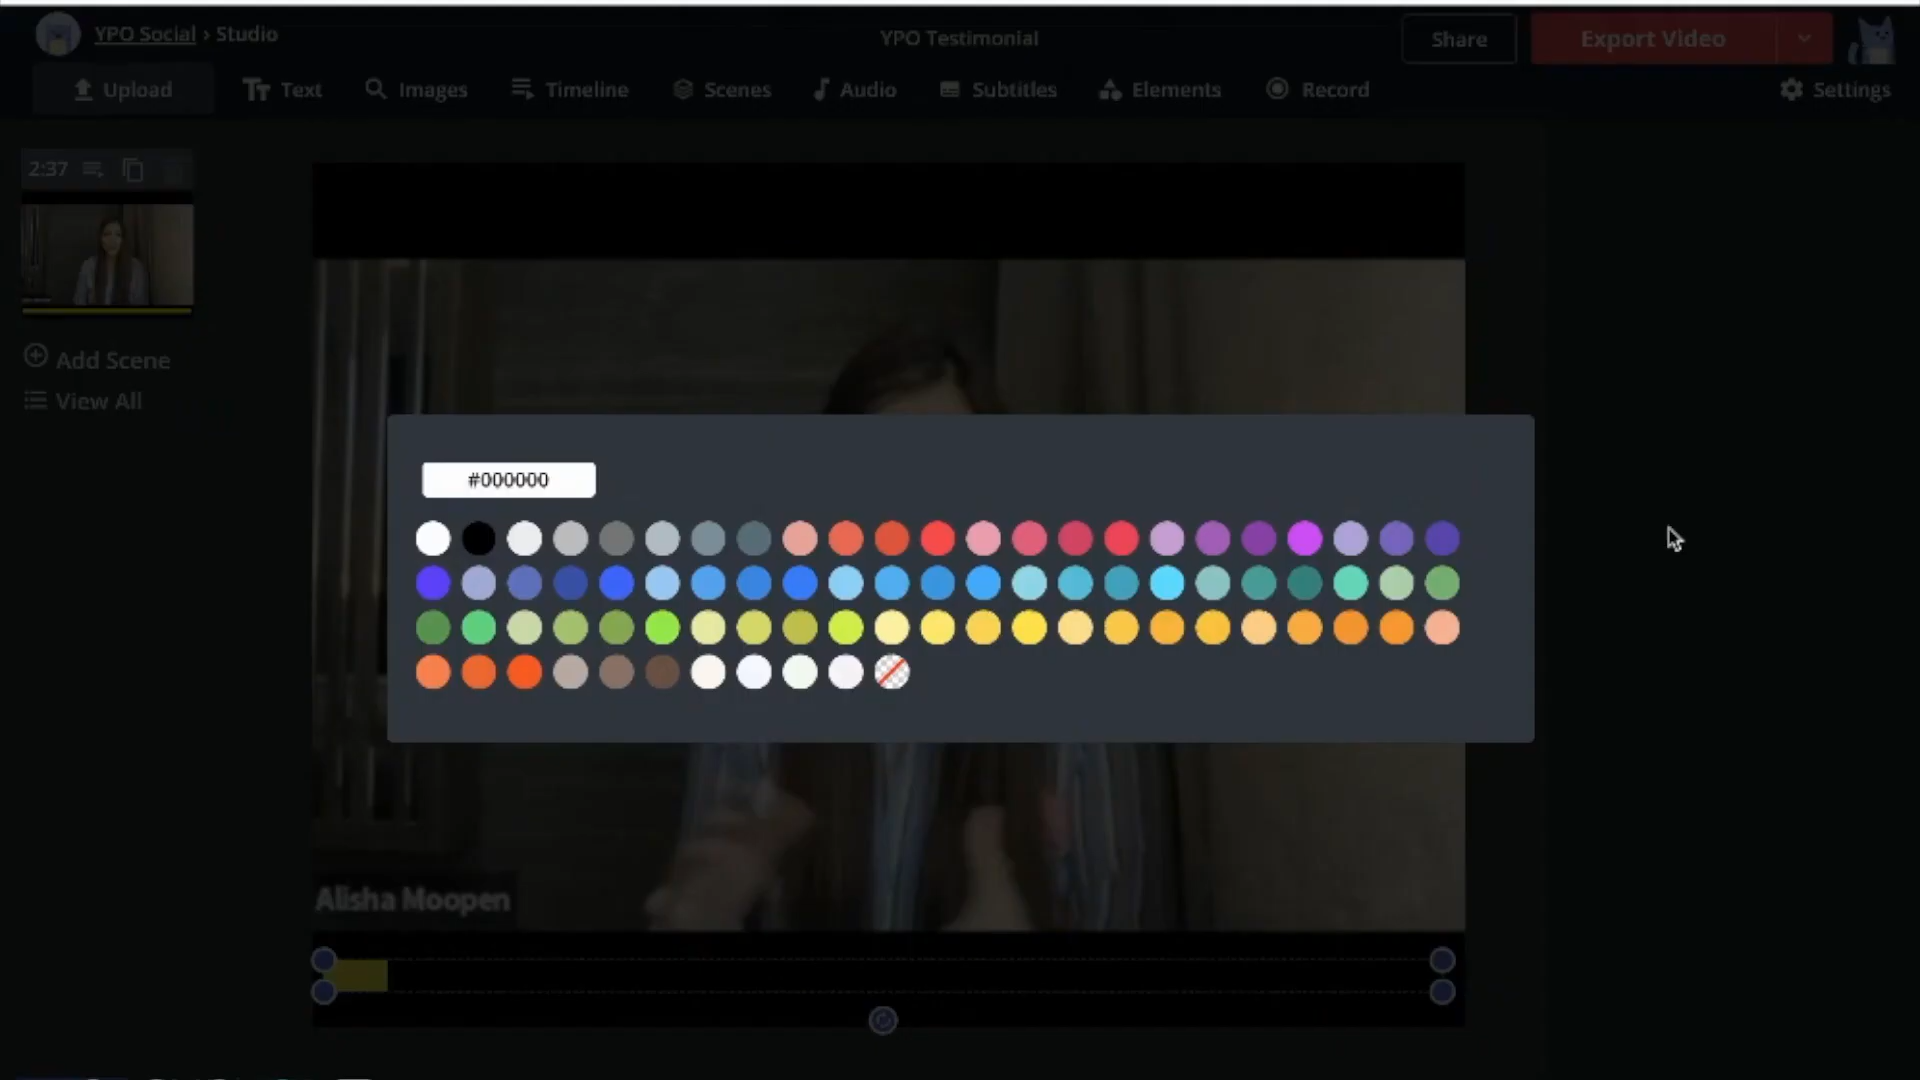 YPO Social › Studio
YPO Testimonial
Share
Export Video
Upload
Text
Images
Timeline
Scenes
Audio
Subtitles
Elements
Record
Settings
2:37
Add Scene
View All
#000000
Alisha Moopen